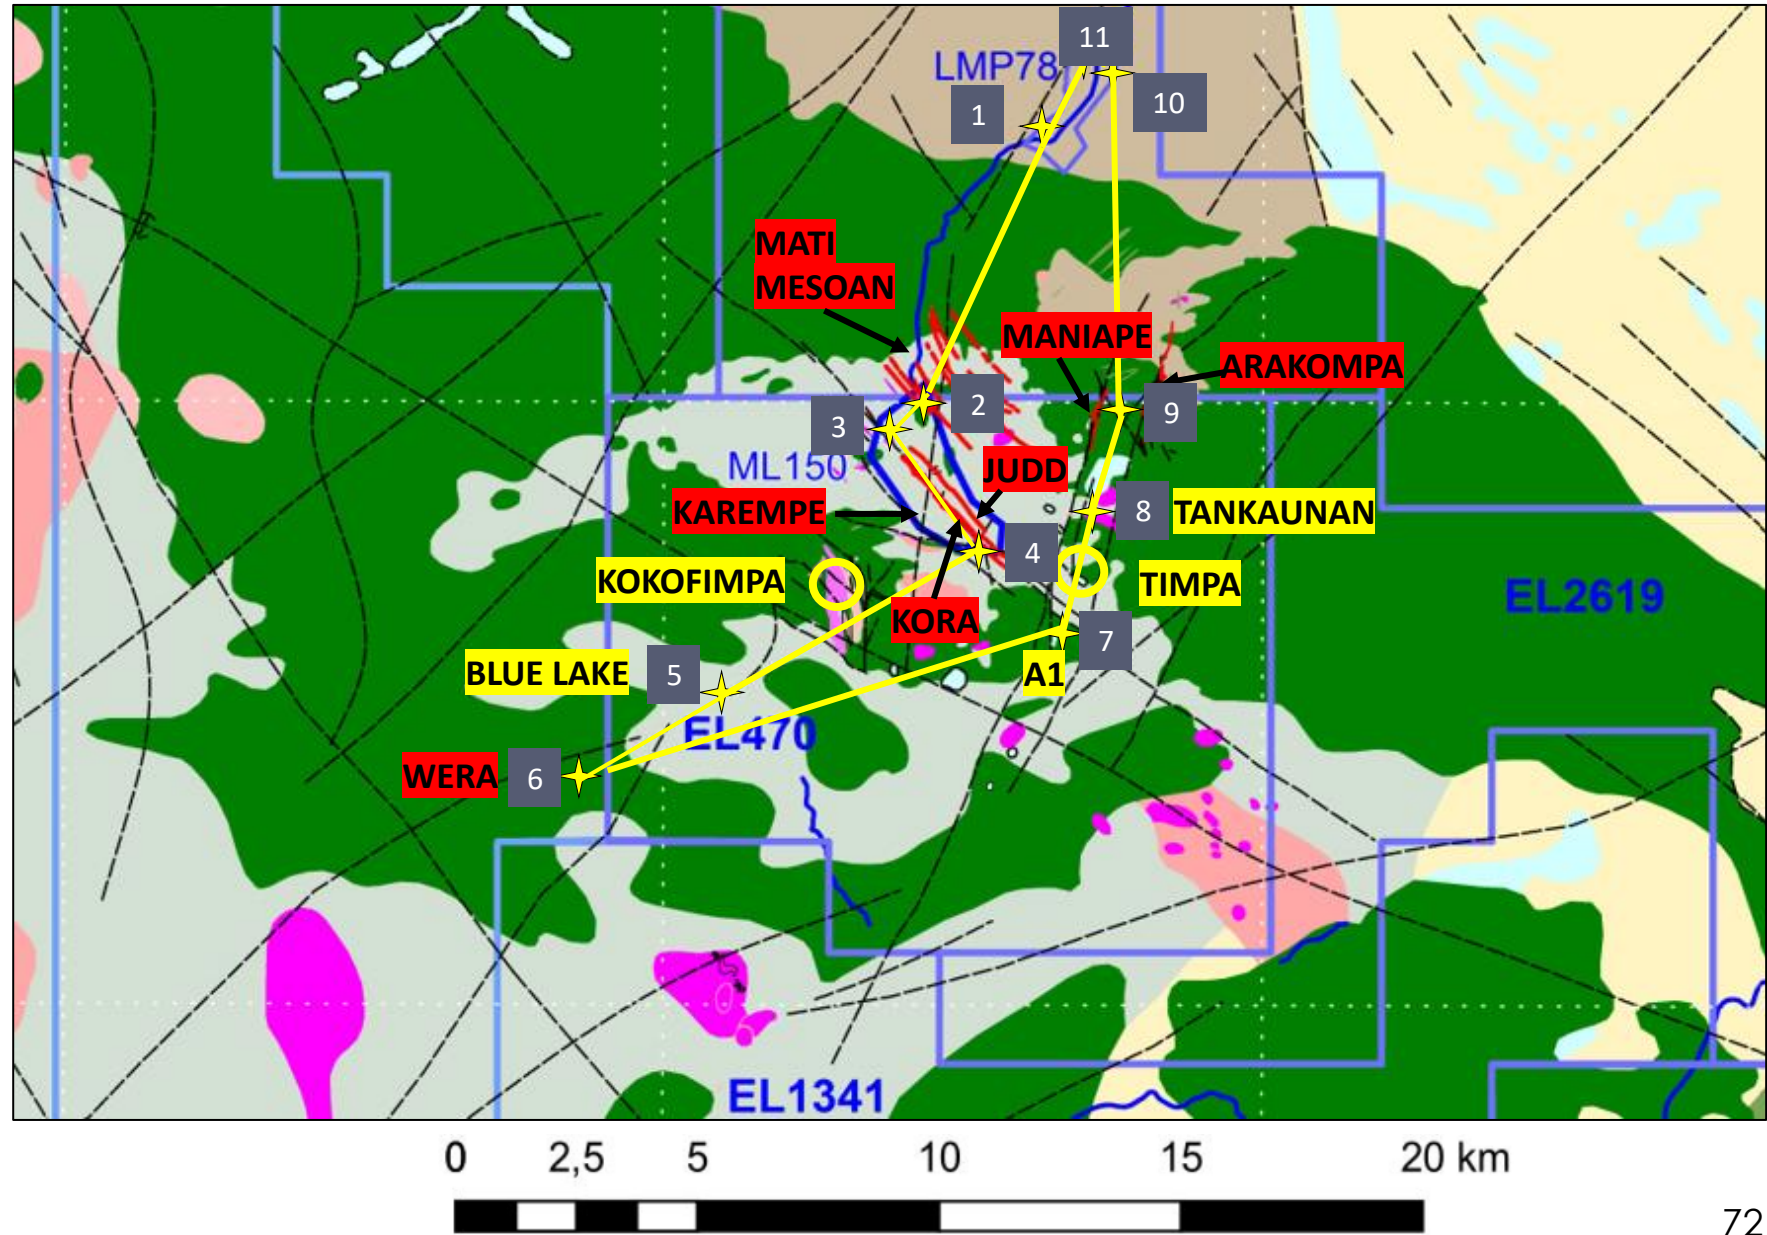 11
LMP78
10
1
MATI
MESOAN
MANIAPE
ARAKOMPA
2
9
3
ML150
JUDD
KAREMPE
8
TANKAUNAN
4
KOKOFIMPA
TIMPA
EL2619
KORA
7
BLUE LAKE
5
A1
EL470
WERA
6
EL1341
0 2,5 5 10 15 20 km
72